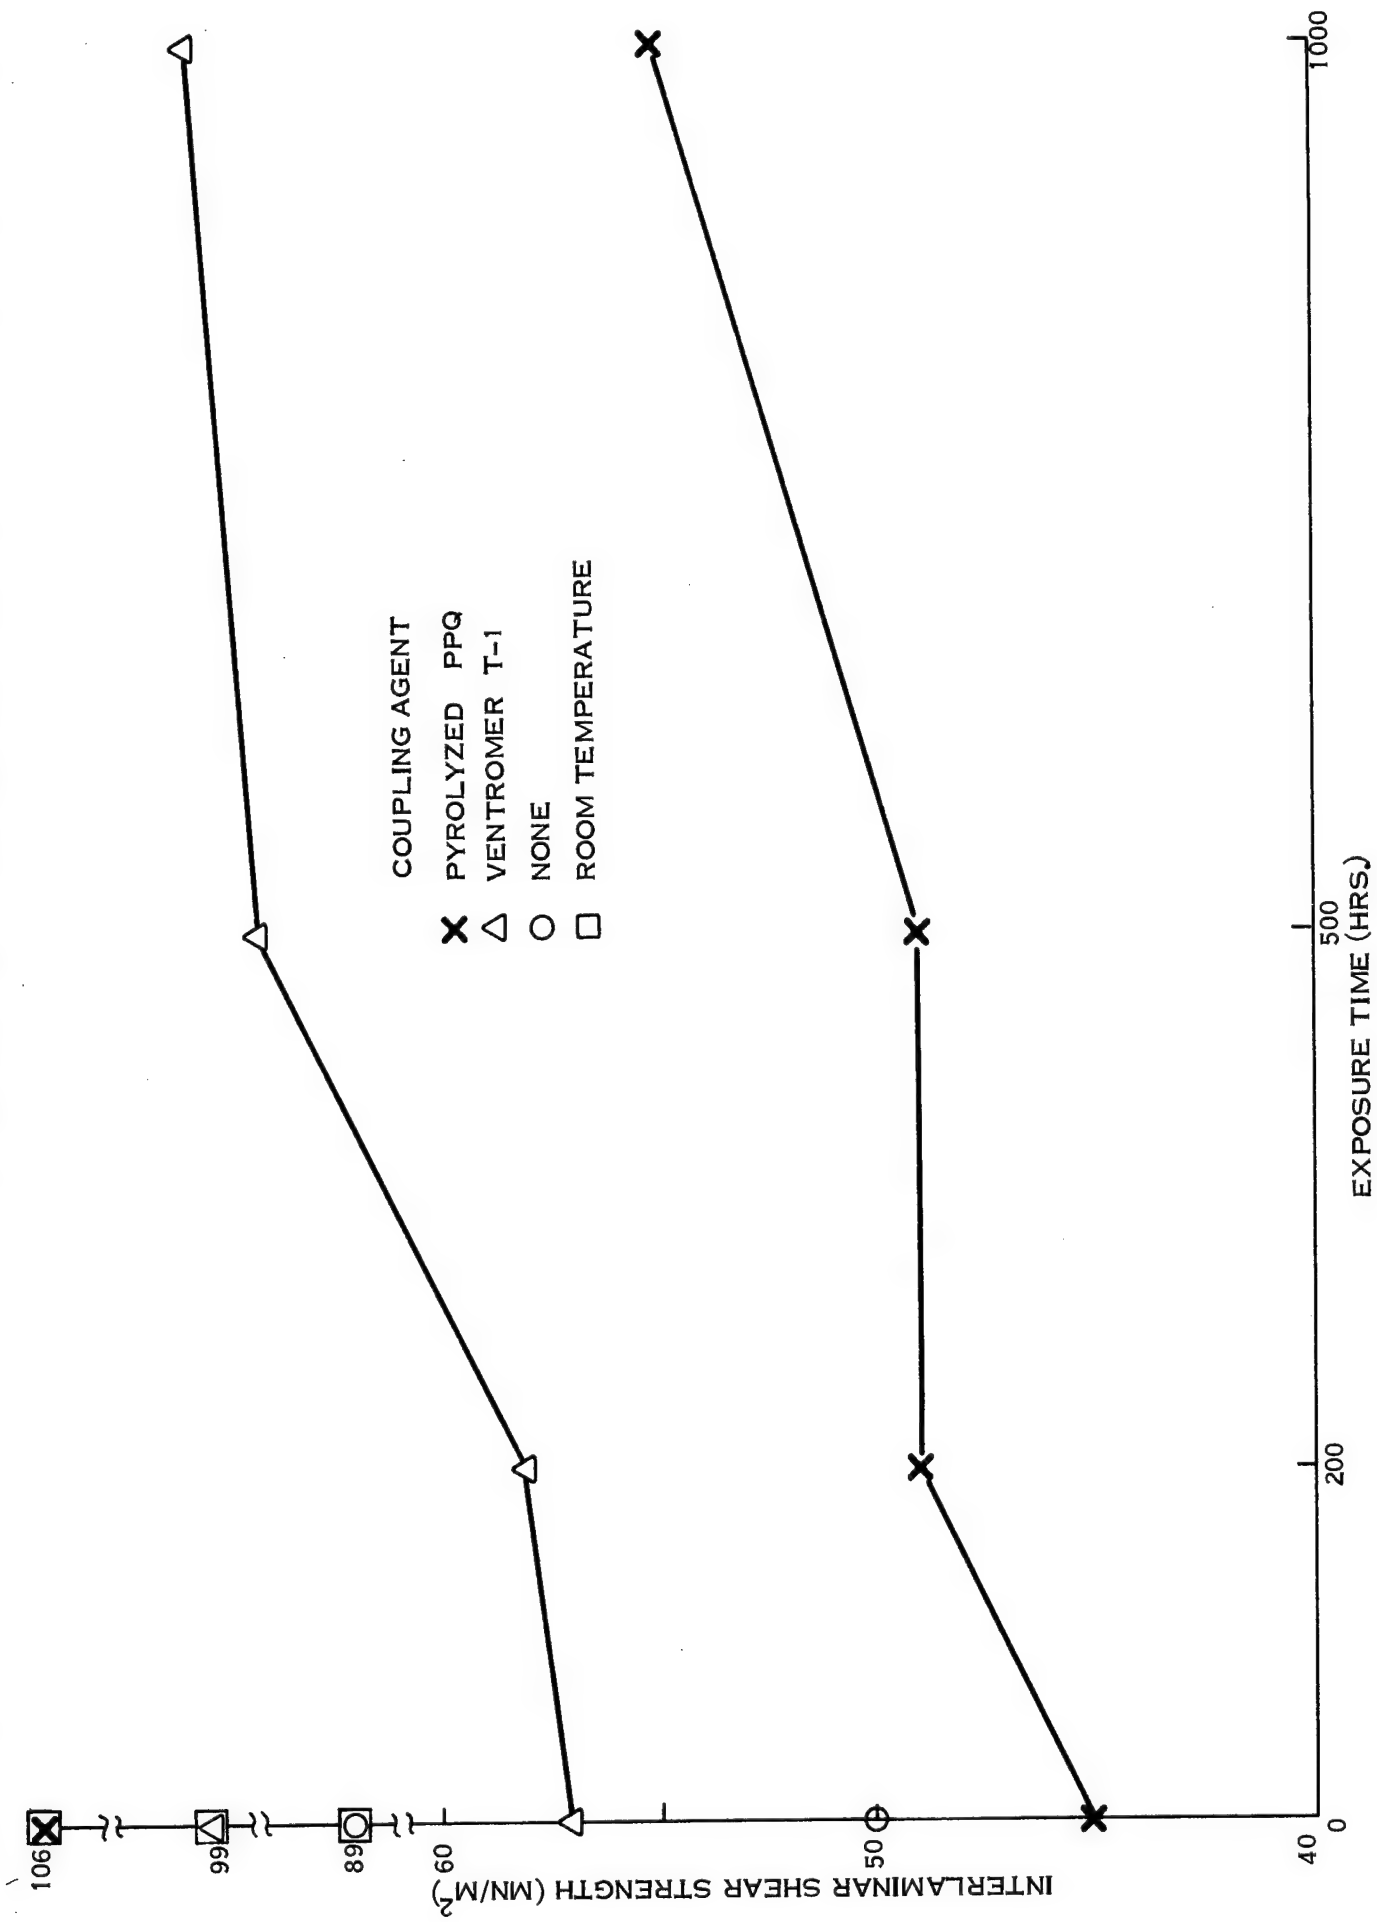 INTERLAMINAR SHEAR STRENGTH (MN/M²)
106
99
89
60
50
40
COUPLING AGENT
PYROLYZED PPQ
VENTROMER T-1
NONE
ROOM TEMPERATURE
0
200
500
1000
EXPOSURE TIME (HRS.)